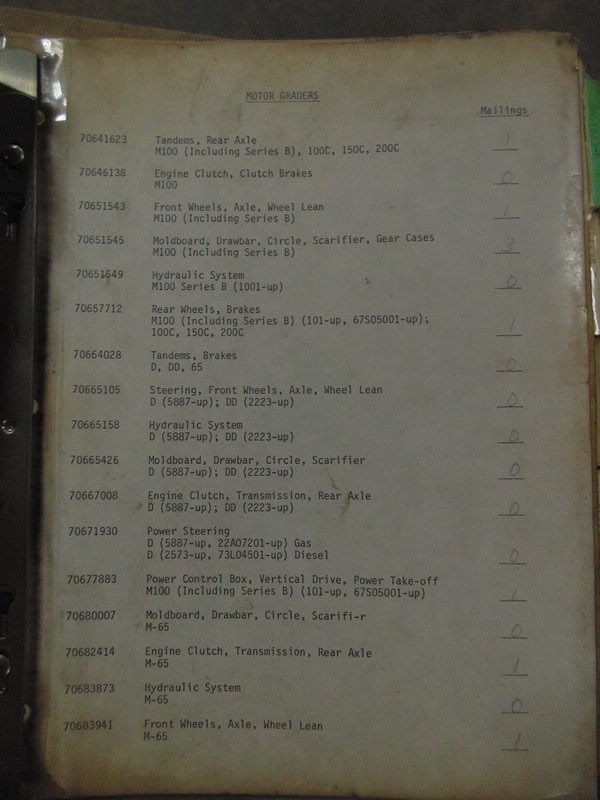 MOTOR GRADERS
Mailings
70641623 Tandems, Rear Axle 1
M100 (Including Series B), 100C, 150C, 200C
70646138 Engine Clutch, Clutch Brakes 0
M100
70651543 Front Wheels, Axle, Wheel Lean 1
M100 (Including Series B)
70651545 Moldboard, Drawbar, Circle, Scarifier, Gear Cases 3
M100 (Including Series B)
70651549 Hydraulic System 0
M100 Series B (1001-up)
70657712 Rear Wheels, Brakes
M100 (Including Series B) (101-up, 67S05001-up);
100C, 150C, 200C 1
70664028 Tandems, Brakes 0
D, DD, 65
70665105 Steering, Front Wheels, Axle, Wheel Lean
D (5887-up); DD (2223-up) 0
70665158 Hydraulic System
D (5887-up); DD (2223-up) 0
70665426 Moldboard, Drawbar, Circle, Scarifier
D (5887-up); DD (2223-up) 0
70667008 Engine Clutch, Transmission, Rear Axle
D (5887-up); DD (2223-up) 0
70671930 Power Steering
D (5887-up, 22A07201-up) Gas
D (2573-up, 73L04501-up) Diesel 0
70677883 Power Control Box, Vertical Drive, Power Take-off
M100 (Including Series B) (101-up, 67S05001-up) 1
70680007 Moldboard, Drawbar, Circle, Scarifi-r
M-65 0
70682414 Engine Clutch, Transmission, Rear Axle
M-65 1
70683873 Hydraulic System
M-65 0
70683941 Front Wheels, Axle, Wheel Lean
M-65 1